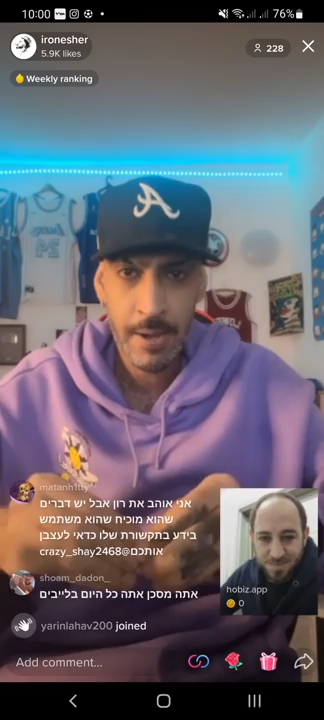 10:00
76%
ironesher
5.9K likes
228
Weekly ranking
matanh1tty
אני אוהב את רון אבל יש דברים
שהוא מוכיח שהוא משתמש
בידע בתקשורת שלו כדאי לעצבן
אותכם@crazy_shay2468
shoam_dadon_
אתה מסכן אתה כל היום בלייבים
yarinlahav200 joined
hobiz.app
0
Add comment...